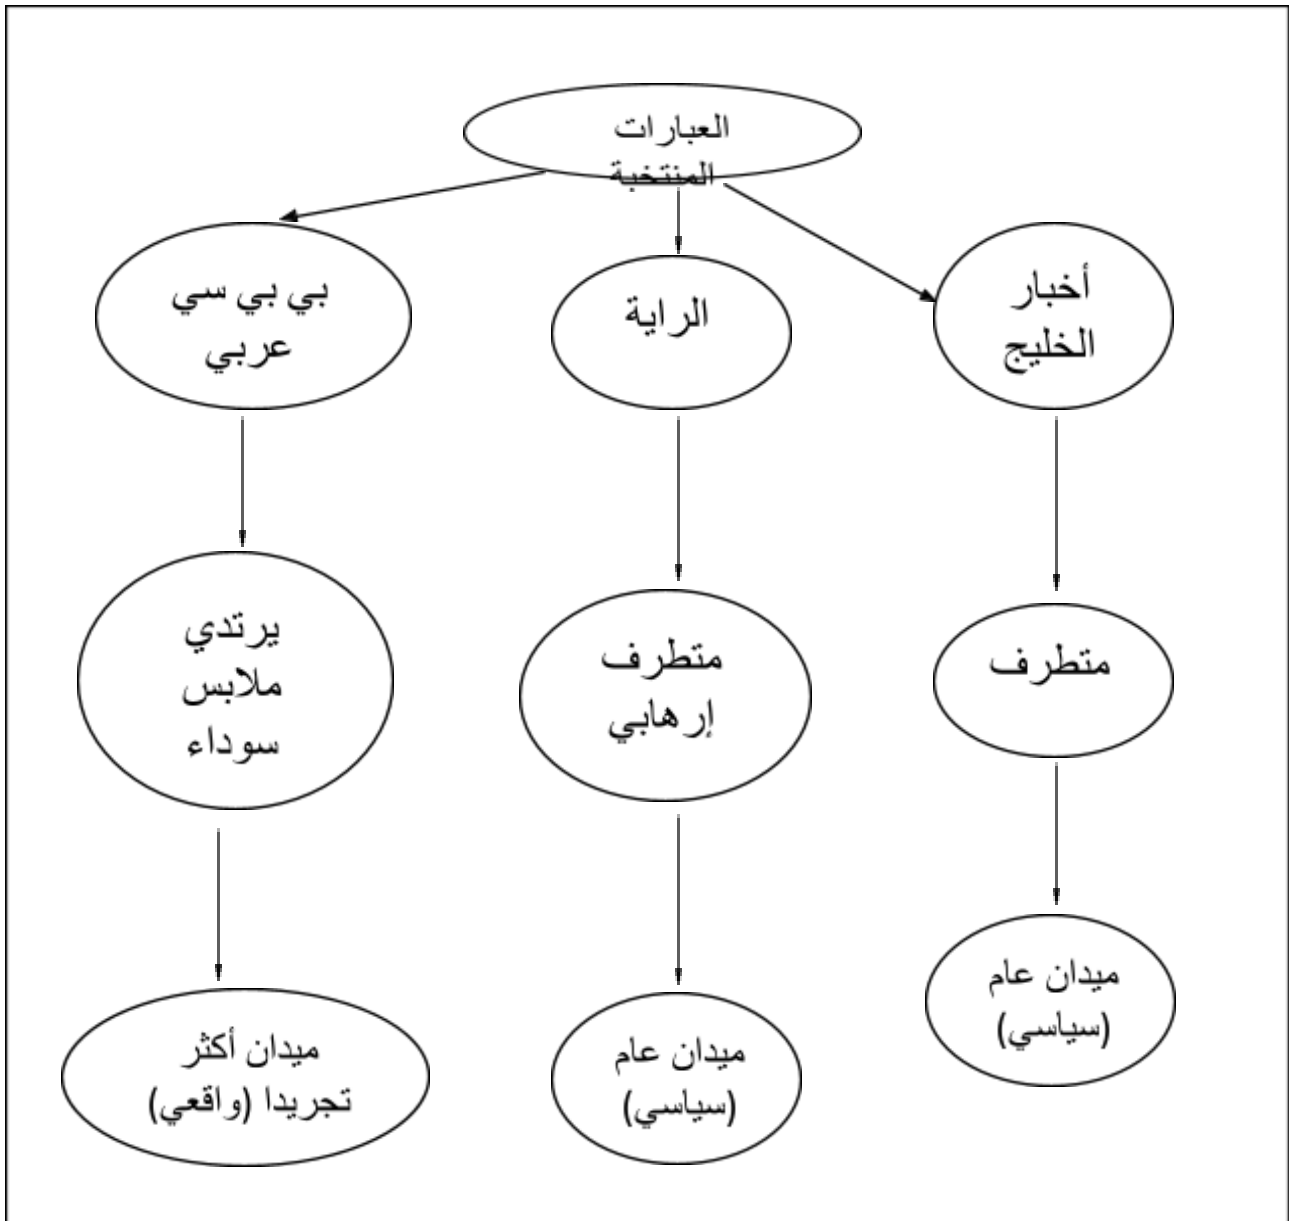 العبارات
المنتخبة
أخبار
الخليج
الراية
بي بي سي
عربي
متطرف
متطرف
إرهابي
يرتدي
ملابس
سوداء
ميدان عام
(سياسي)
ميدان عام
(سياسي)
ميدان أكثر
تجريدا (واقعي)